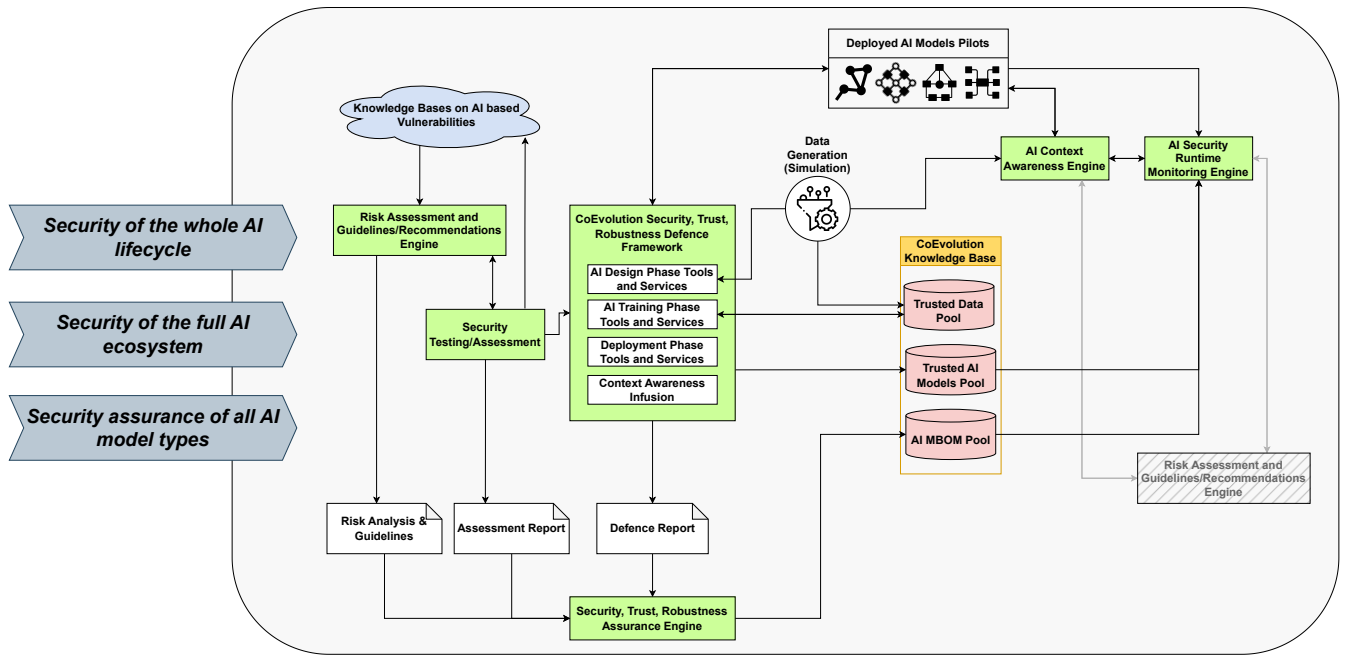 Deployed AI Models Pilots
Knowledge Bases on AI based
Vulnerabilities
Data
Generation
(Simulation)
AI Context
Awareness Engine
AI Security
Runtime
Monitoring Engine
Security of the whole AI
lifecycle
Risk Assessment and
Guidelines/Recommendations
Engine
CoEvolution Security, Trust,
Robustness Defence
Framework
AI Design Phase Tools
and Services
AI Training Phase
Tools and Services
Deployment Phase
Tools and Services
Context Awareness
Infusion
CoEvolution
Knowledge Base
Trusted Data
Pool
Trusted AI
Models Pool
AI MBOM Pool
Security of the full AI
ecosystem
Security
Testing/Assessment
Security assurance of all AI
model types
Risk Assessment and
Guidelines/Recommendations
Engine
Risk Analysis &
Guidelines
Assessment Report
Defence Report
Security, Trust, Robustness
Assurance Engine